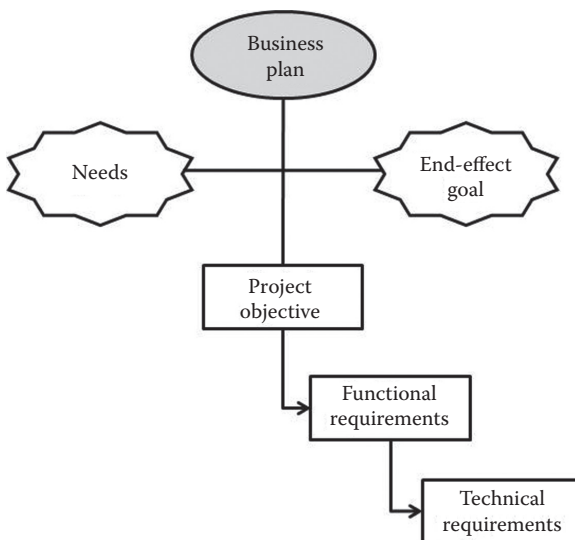 Business
plan
Needs
End-effect
goal
Project
objective
Functional
requirements
Technical
requirements